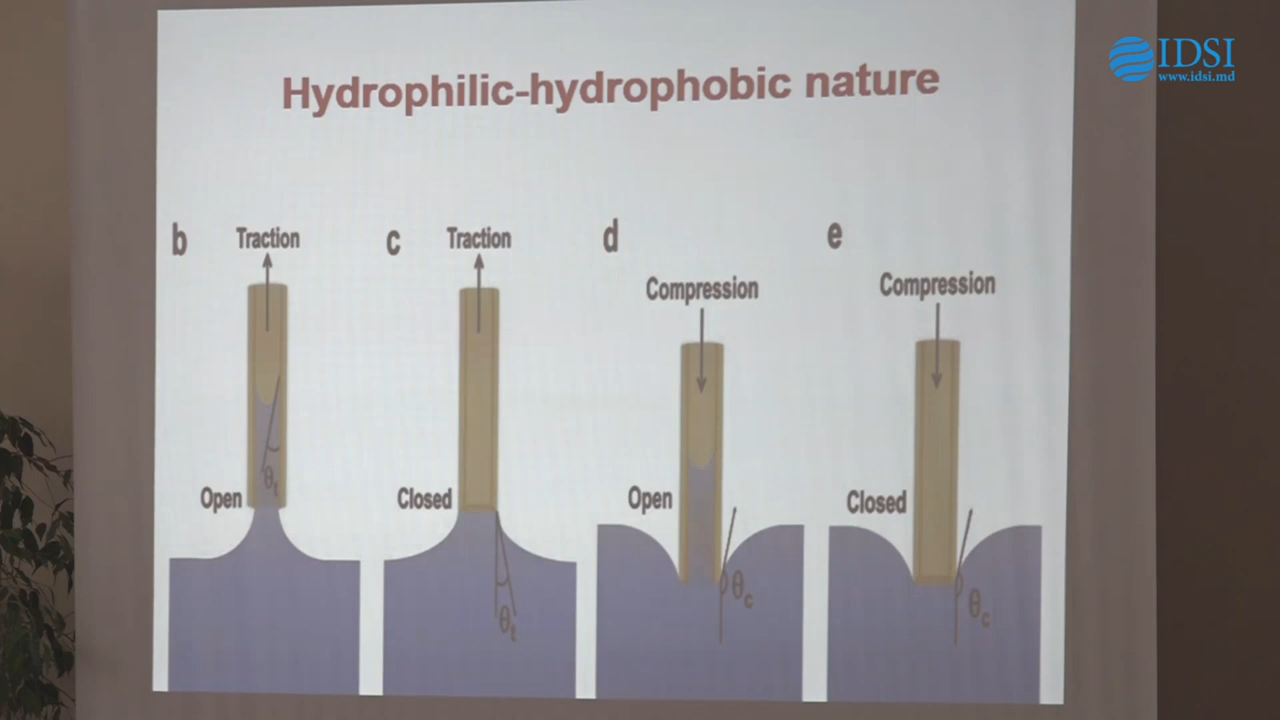 IDSI
www.idsi.md
Hydrophilic-hydrophobic nature
b
Traction
Open
θt
c
Traction
Closed
θt
d
Compression
Open
θc
e
Compression
Closed
θc